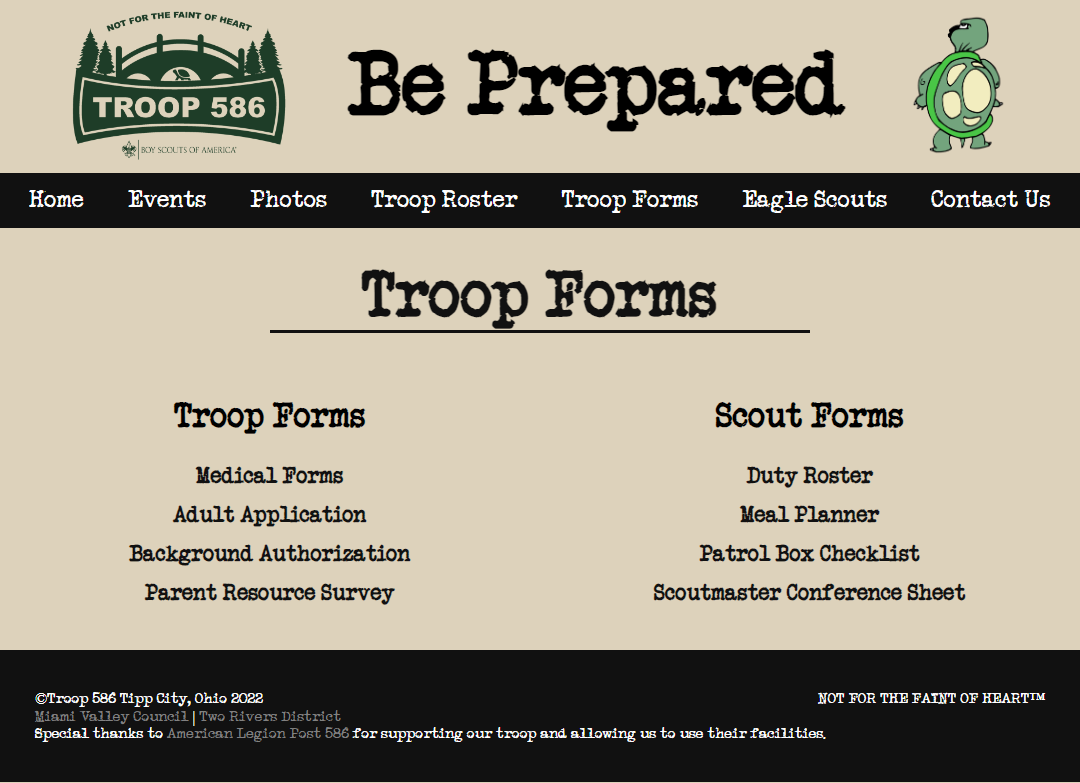 NOT FOR THE FAINT OF HEART
TROOP 586
BOY SCOUTS OF AMERICA
Be Prepared
Home Events Photos Troop Roster Troop Forms Eagle Scouts Contact Us
Troop Forms
Troop Forms
Medical Forms
Adult Application
Background Authorization
Parent Resource Survey
Scout Forms
Duty Roster
Meal Planner
Patrol Box Checklist
Scoutmaster Conference Sheet
©Troop 586 Tipp City, Ohio 2022
Miami Valley Council | Two Rivers District
Special thanks to American Legion Post 586 for supporting our troop and allowing us to use their facilities.
NOT FOR THE FAINT OF HEART™